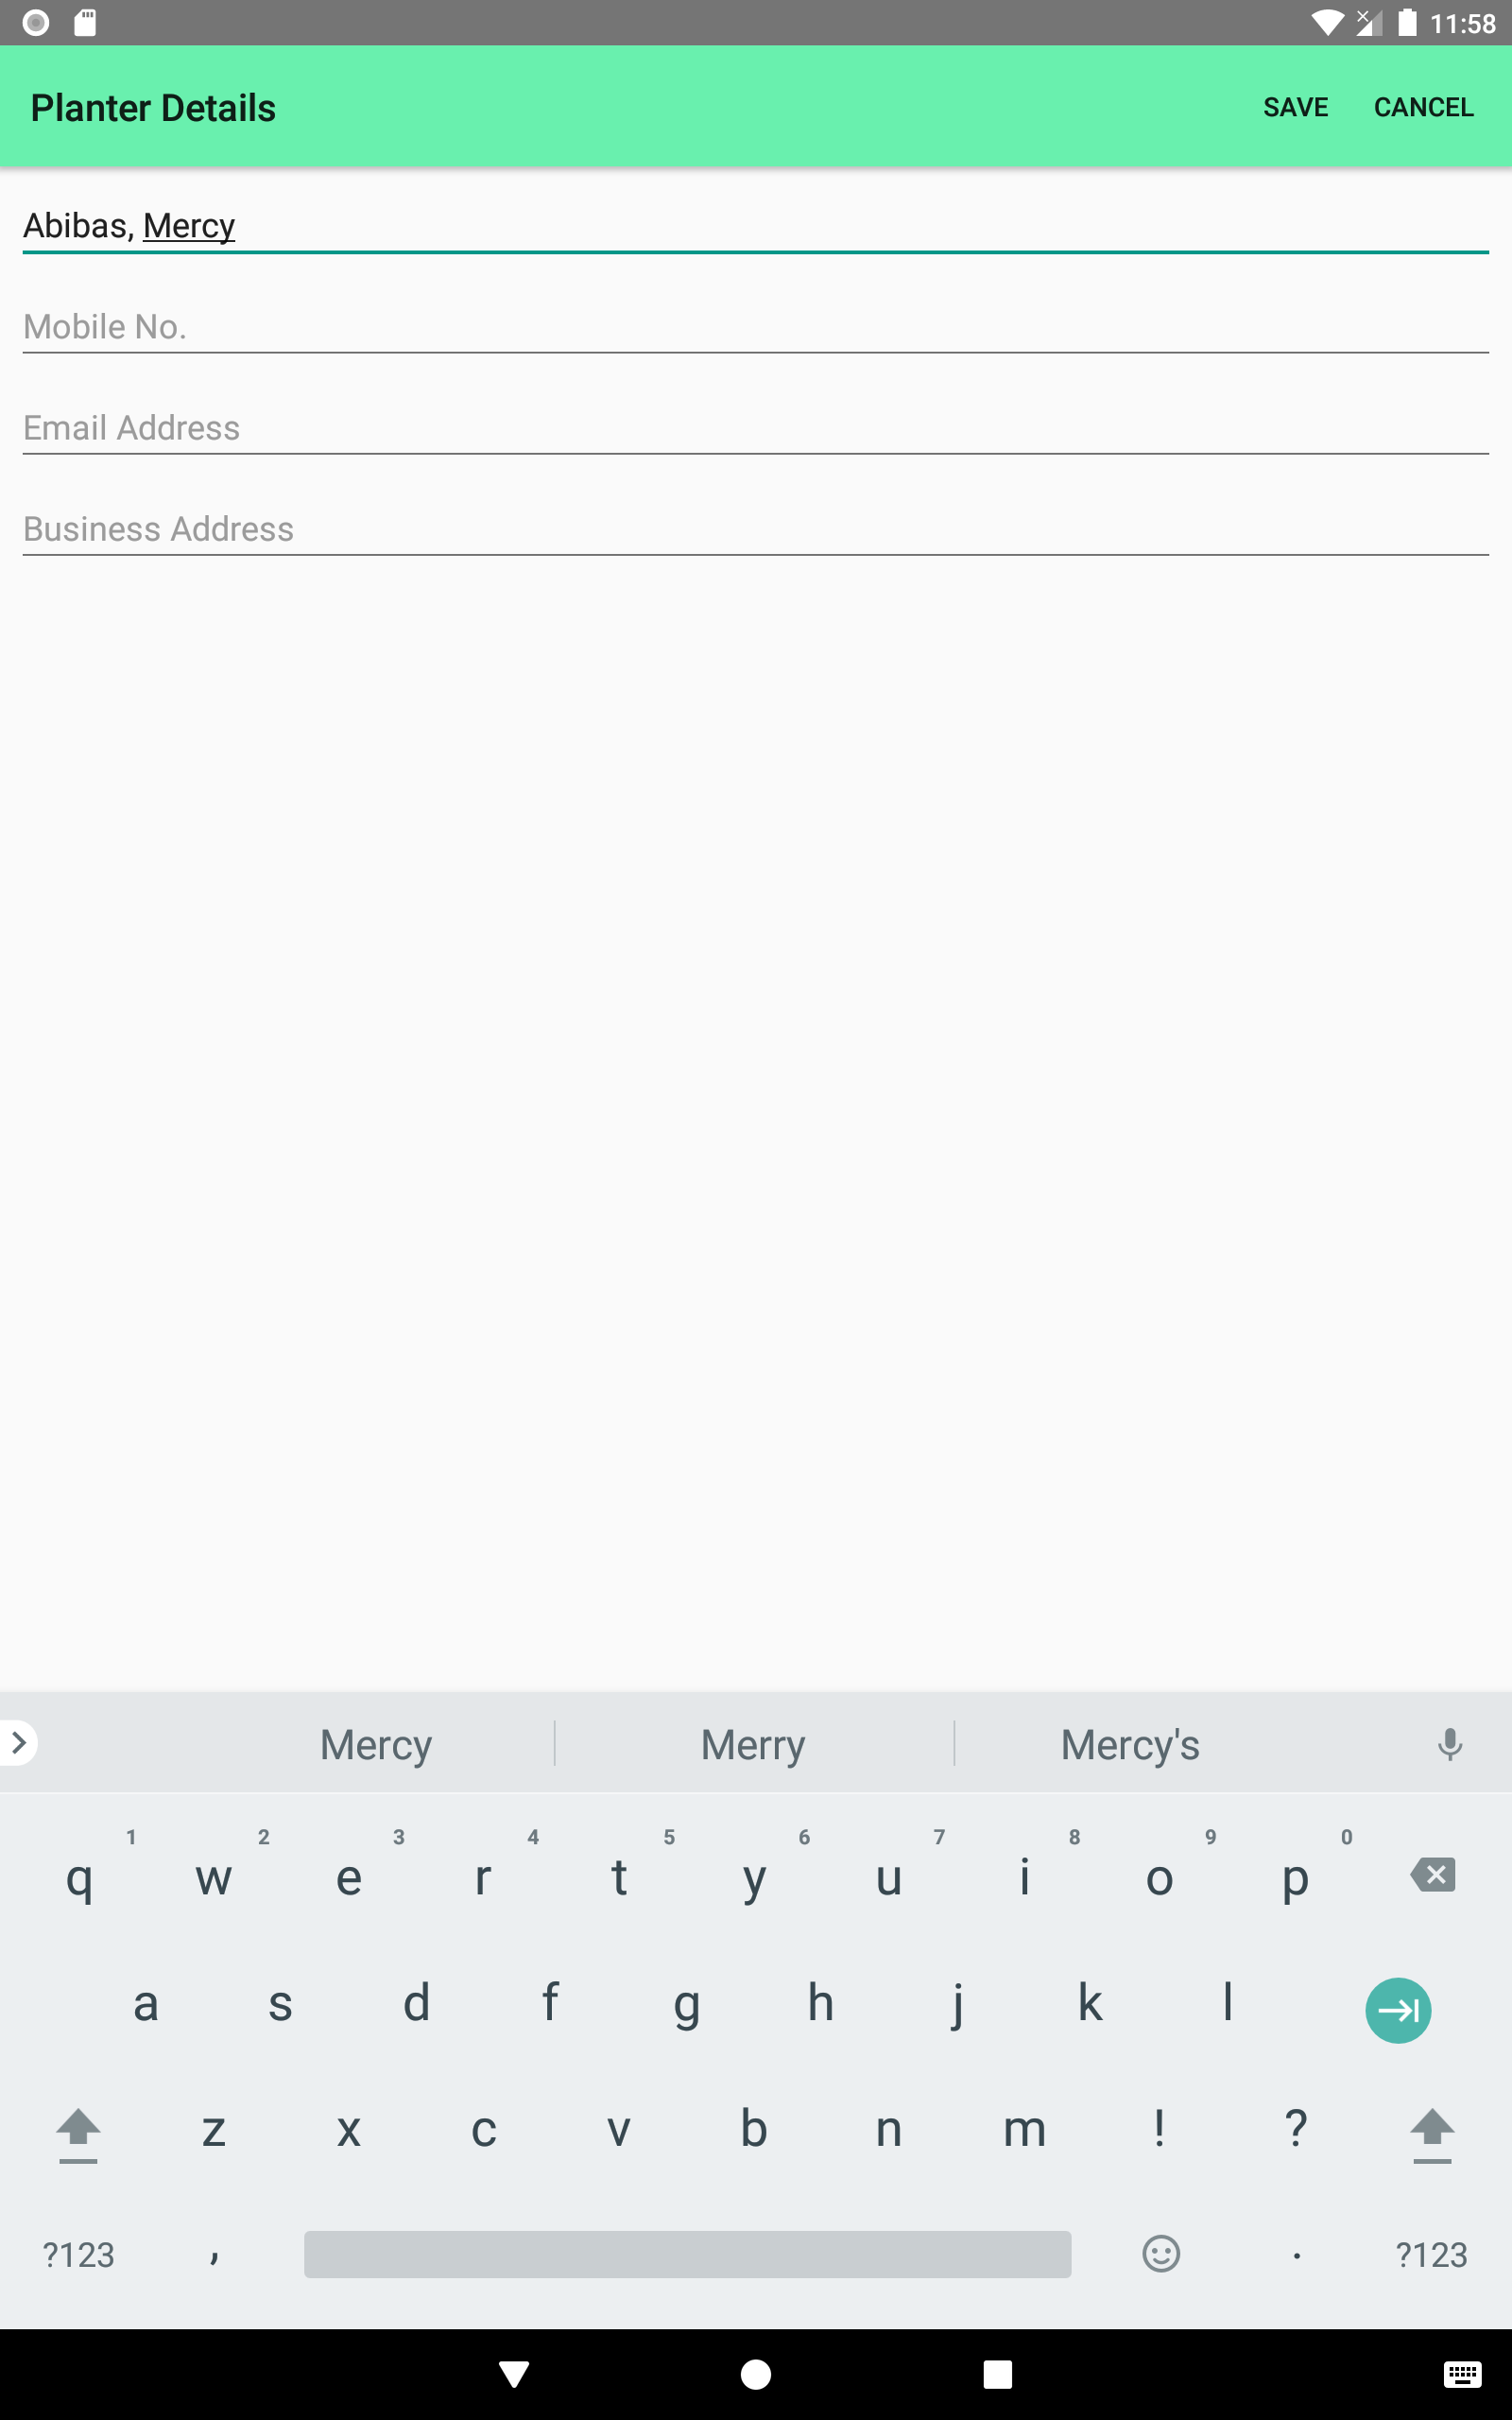 11:58
Planter Details SAVE CANCEL
Abibas, Mercy
Mobile No.
Email Address
Business Address
Mercy Merry Mercy's
1 2 3 4 5 6 7 8 9 0
q w e r t y u i o p
a s d f g h j k l
z x c v b n m ! ?
?123 , . ?123